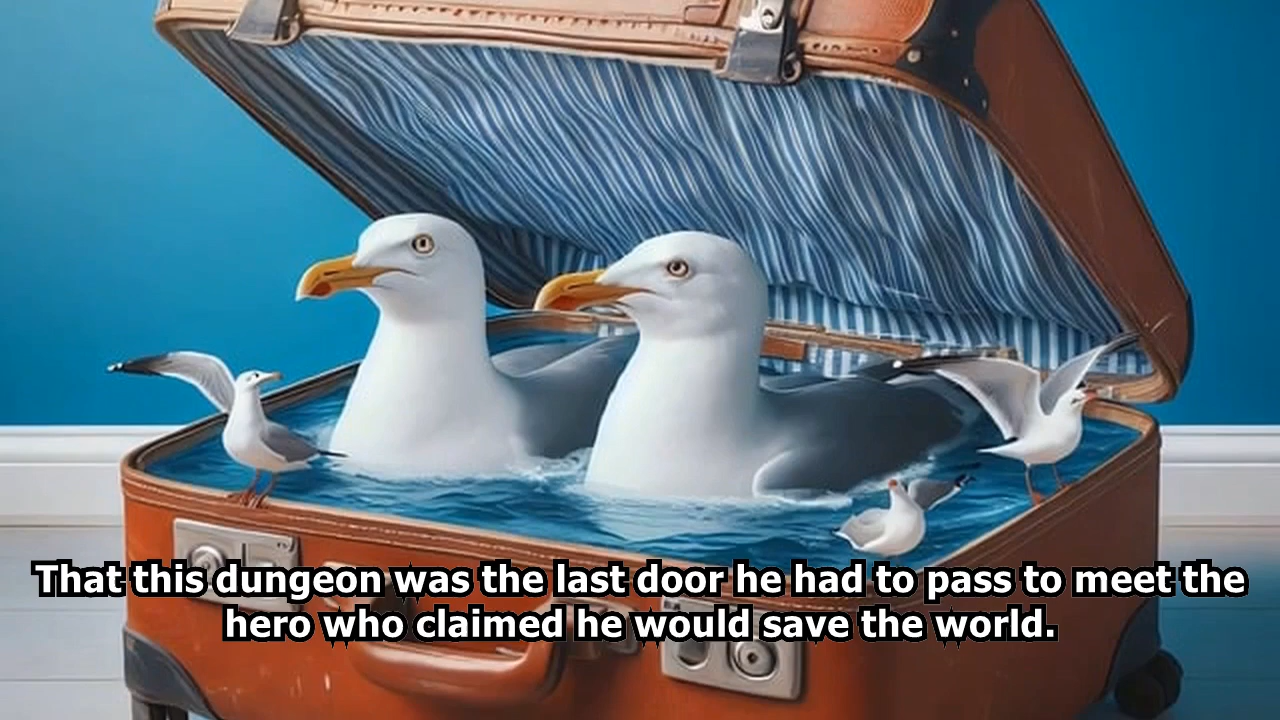 That this dungeon was the last door he had to pass to meet the
hero who claimed he would save the world.